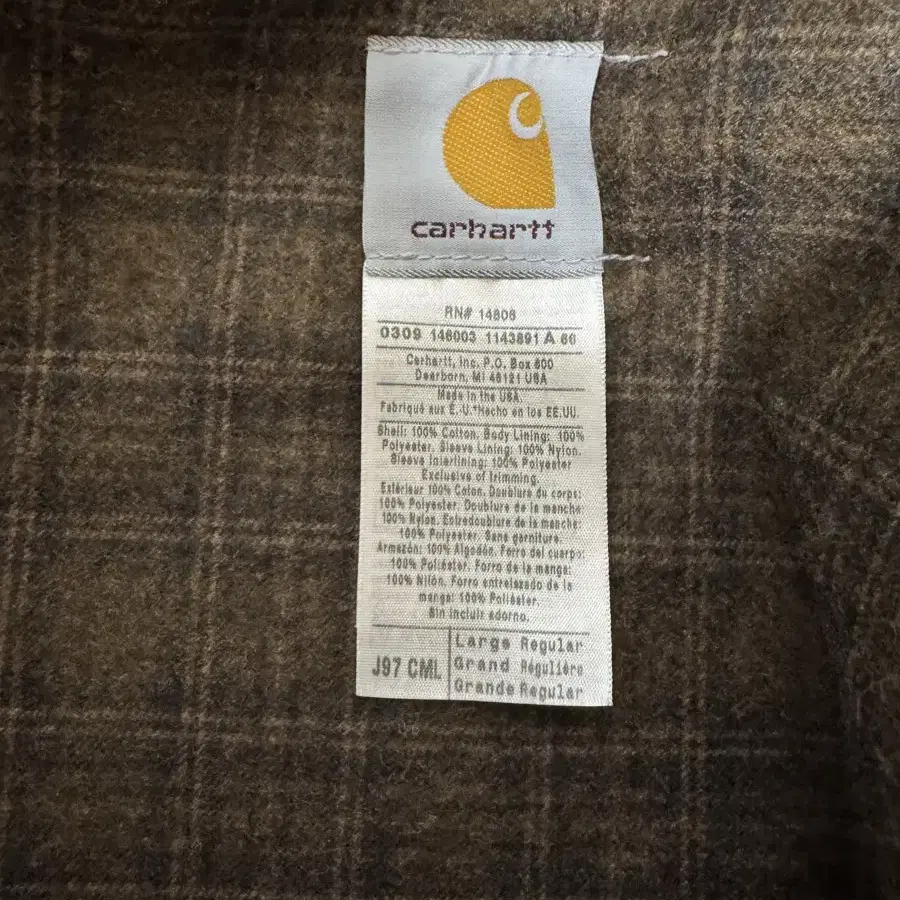 carhartt
RN# 14806
0309 146003 1143891 A 60
Carhartt, Inc. P.O. Box 600
Dearborn, MI 48121 USA
Made in the USA.
Fabriqué aux É.-U.*Hecho en los EE.UU.
Shell: 100% Cotton. Body Lining: 100%
Polyester. Sleeve Lining: 100% Nylon.
Sleeve Interlining: 100% Polyester
Exclusive of trimming.
Extérieur 100% Coton. Doublure du corps:
100% Polyester. Doublure de la manche:
100% Nylon. Entredoublure de la manche:
100% Polyester. Sans garniture.
Armazón: 100% Algodón. Forro del cuerpo:
100% Poliéster. Forro de la manga:
100% Nilón. Forro entrelazado de la
manga: 100% Poliéster.
Sin incluir adorno.
J97 CML
Large Regular
Grand Régulière
Grande Regular